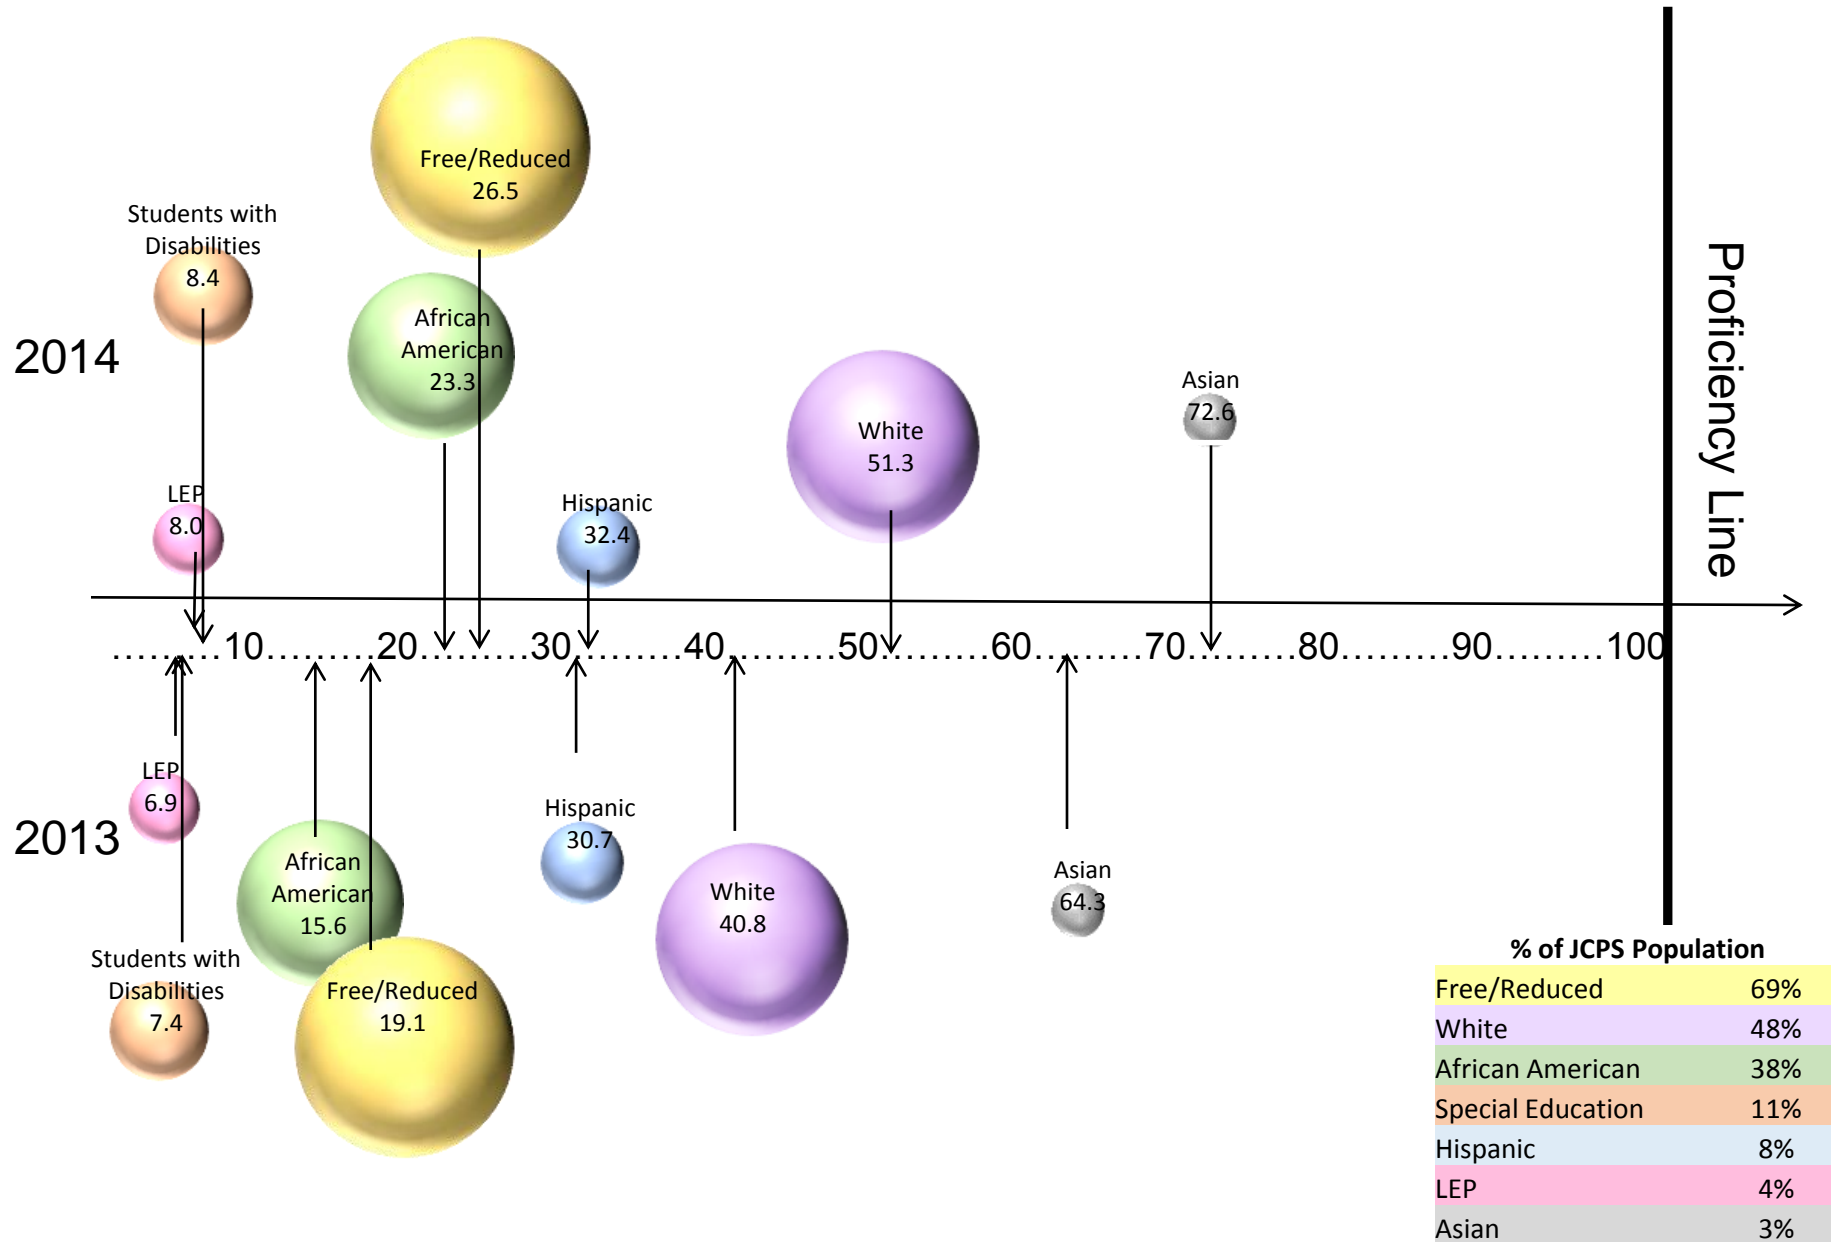 Free/Reduced
26.5
Students with
Disabilities
8.4
African
American
23.3
2014
Asian
72.6
White
51.3
LEP
8.0
Hispanic
32.4
Proficiency Line
.......10.........20.........30.........40.........50.........60.........70.........80.........90.........100
LEP
6.9
Hispanic
30.7
2013
African
American
15.6
White
40.8
Asian
64.3
Students with
Disabilities
7.4
Free/Reduced
19.1
% of JCPS Population
Free/Reduced 69%
White 48%
African American 38%
Special Education 11%
Hispanic 8%
LEP 4%
Asian 3%